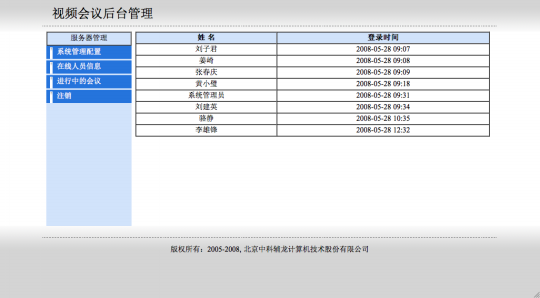 视频会议后台管理
服务器管理
系统管理配置
在线人员信息
进行中的会议
注销
姓 名 登录时间
刘子君 2008-05-28 09:07
姜崎 2008-05-28 09:08
张春庆 2008-05-28 09:09
黄小璧 2008-05-28 09:18
系统管理员 2008-05-28 09:31
刘建英 2008-05-28 09:34
骆静 2008-05-28 10:35
李雄锋 2008-05-28 12:32
版权所有：2005-2008, 北京中科辅龙计算机技术股份有限公司